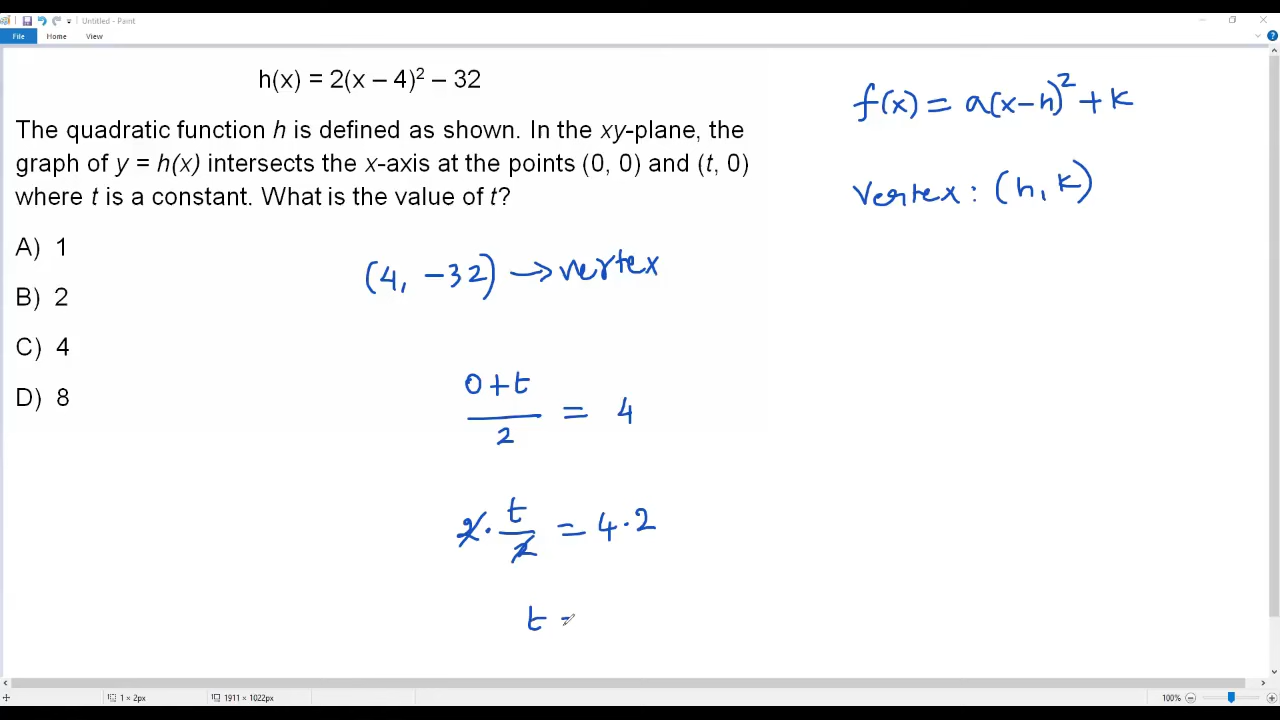 Untitled - Paint
File Home View
h(x) = 2(x – 4)² – 32
The quadratic function h is defined as shown. In the xy-plane, the
graph of y = h(x) intersects the x-axis at the points (0, 0) and (t, 0)
where t is a constant. What is the value of t?
A) 1
B) 2
C) 4
D) 8
f(x) = a(x-h)² + k
Vertex: (h, k)
(4, -32) → vertex
0 + t
2
= 4
2 · t/2 = 4 · 2
t =
1 × 2px
1911 × 1022px
100%